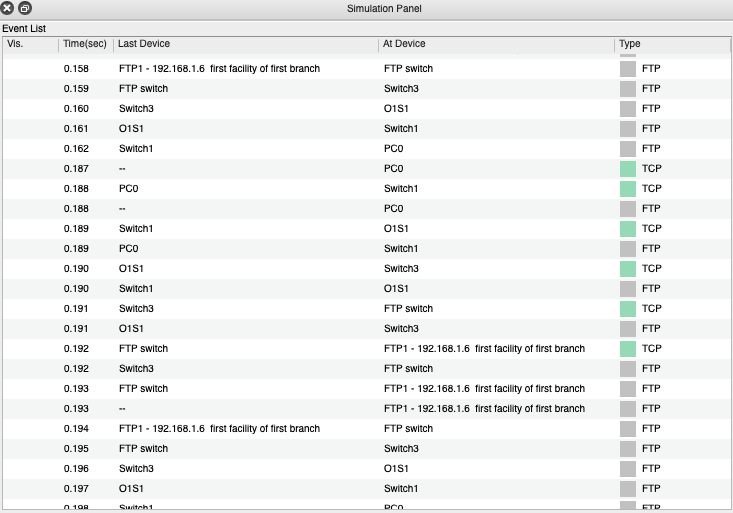 Simulation Panel
Event List
Vis. Time(sec) Last Device At Device Type
0.158 FTP1 - 192.168.1.6 first facility of first branch FTP switch FTP
0.159 FTP switch Switch3 FTP
0.160 Switch3 O1S1 FTP
0.161 O1S1 Switch1 FTP
0.162 Switch1 PC0 FTP
0.187 -- PC0 TCP
0.188 PC0 Switch1 TCP
0.188 -- PC0 FTP
0.189 Switch1 O1S1 TCP
0.189 PC0 Switch1 FTP
0.190 O1S1 Switch3 TCP
0.190 Switch1 O1S1 FTP
0.191 Switch3 FTP switch TCP
0.191 O1S1 Switch3 FTP
0.192 FTP switch FTP1 - 192.168.1.6 first facility of first branch TCP
0.192 Switch3 FTP switch FTP
0.193 FTP switch FTP1 - 192.168.1.6 first facility of first branch FTP
0.193 -- FTP1 - 192.168.1.6 first facility of first branch FTP
0.194 FTP1 - 192.168.1.6 first facility of first branch FTP switch FTP
0.195 FTP switch Switch3 FTP
0.196 Switch3 O1S1 FTP
0.197 O1S1 Switch1 FTP
0.198 Switch1 PC0 FTP